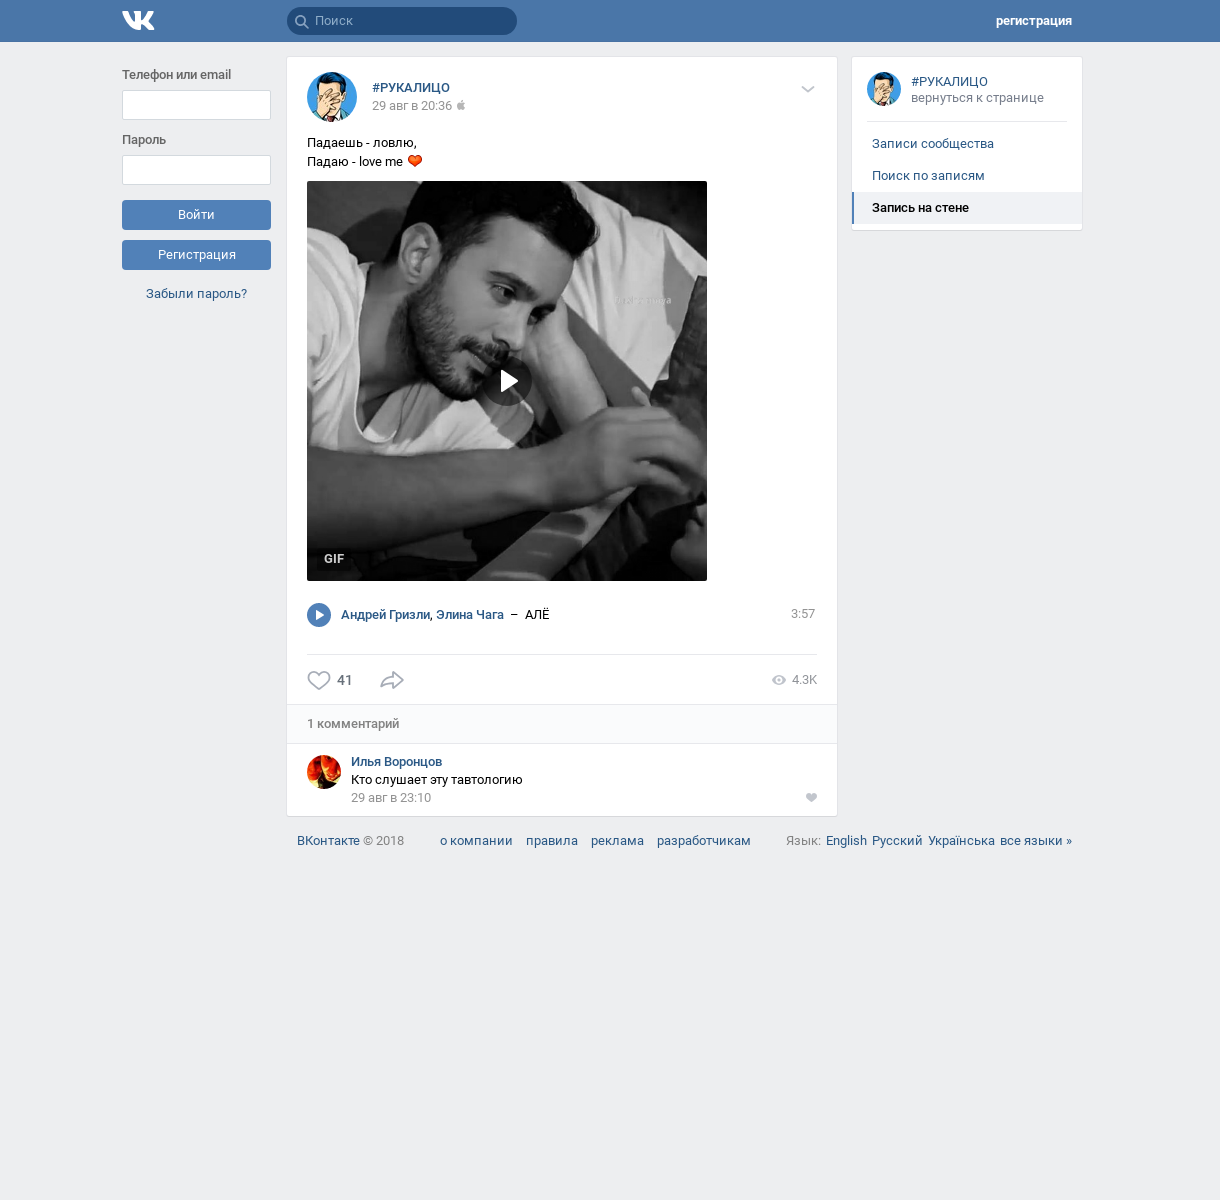 Поиск
регистрация
Телефон или email
Пароль
Войти
Регистрация
Забыли пароль?
#РУКАЛИЦО
29 авг в 20:36
Падаешь - ловлю,
Падаю - love me
GIF
Андрей Гризли, Элина Чага – АЛЁ
3:57
41
4.3K
1 комментарий
Илья Воронцов
Кто слушает эту тавтологию
29 авг в 23:10
#РУКАЛИЦО
вернуться к странице
Записи сообщества
Поиск по записям
Запись на стене
ВКонтакте © 2018 о компании правила реклама разработчикам Язык: English Русский Українська все языки »